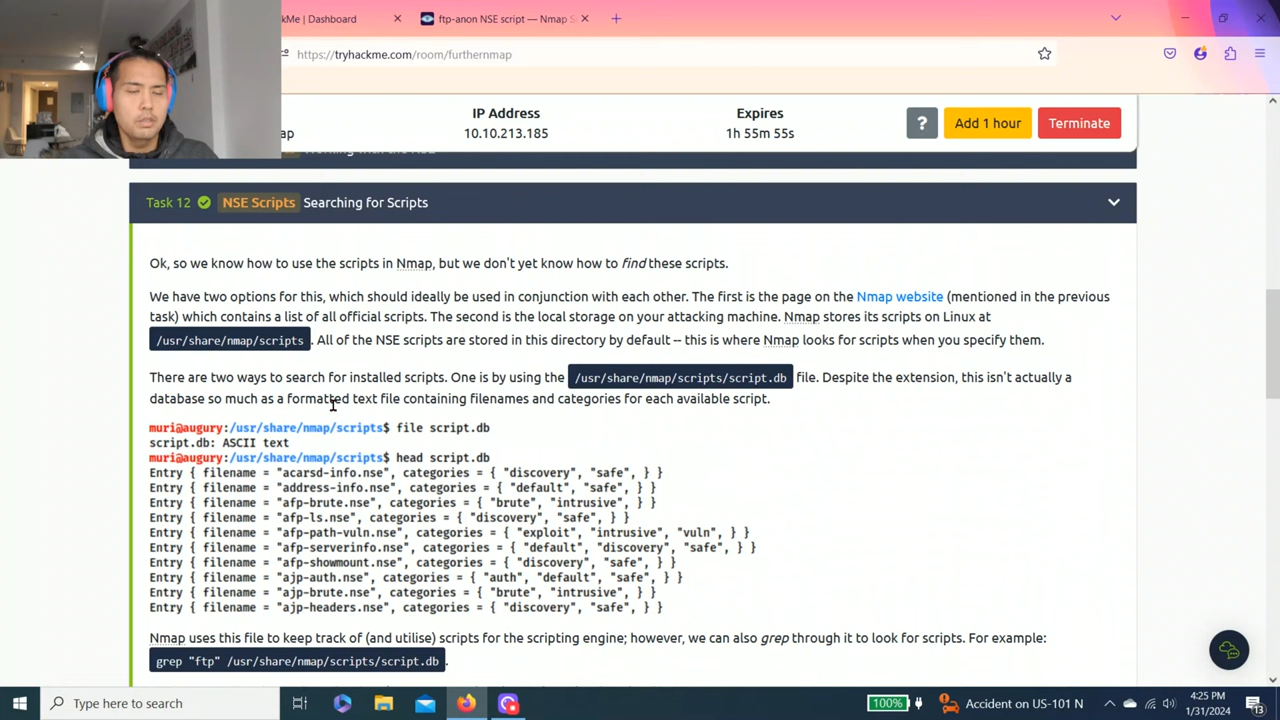 kMe | Dashboard
ftp-anon NSE script — Nmap S
https://tryhackme.com/room/furthernmap
IP Address
Expires
ap
10.10.213.185
1h 55m 55s
?
Add 1 hour
Terminate
Task 12
NSE Scripts
Searching for Scripts
Ok, so we know how to use the scripts in Nmap, but we don't yet know how to find these scripts.
We have two options for this, which should ideally be used in conjunction with each other. The first is the page on the Nmap website (mentioned in the previous
task) which contains a list of all official scripts. The second is the local storage on your attacking machine. Nmap stores its scripts on Linux at
/usr/share/nmap/scripts . All of the NSE scripts are stored in this directory by default -- this is where Nmap looks for scripts when you specify them.
There are two ways to search for installed scripts. One is by using the /usr/share/nmap/scripts/script.db file. Despite the extension, this isn't actually a
database so much as a formatted text file containing filenames and categories for each available script.
muri@augury:/usr/share/nmap/scripts$ file script.db
script.db: ASCII text
muri@augury:/usr/share/nmap/scripts$ head script.db
Entry { filename = "acarsd-info.nse", categories = { "discovery", "safe", } }
Entry { filename = "address-info.nse", categories = { "default", "safe", } }
Entry { filename = "afp-brute.nse", categories = { "brute", "intrusive", } }
Entry { filename = "afp-ls.nse", categories = { "discovery", "safe", } }
Entry { filename = "afp-path-vuln.nse", categories = { "exploit", "intrusive", "vuln", } }
Entry { filename = "afp-serverinfo.nse", categories = { "default", "discovery", "safe", } }
Entry { filename = "afp-showmount.nse", categories = { "discovery", "safe", } }
Entry { filename = "ajp-auth.nse", categories = { "auth", "default", "safe", } }
Entry { filename = "ajp-brute.nse", categories = { "brute", "intrusive", } }
Entry { filename = "ajp-headers.nse", categories = { "discovery", "safe", } }
Nmap uses this file to keep track of (and utilise) scripts for the scripting engine; however, we can also grep through it to look for scripts. For example:
grep "ftp" /usr/share/nmap/scripts/script.db .
Type here to search
100%
Accident on US-101 N
4:25 PM
1/31/2024
13